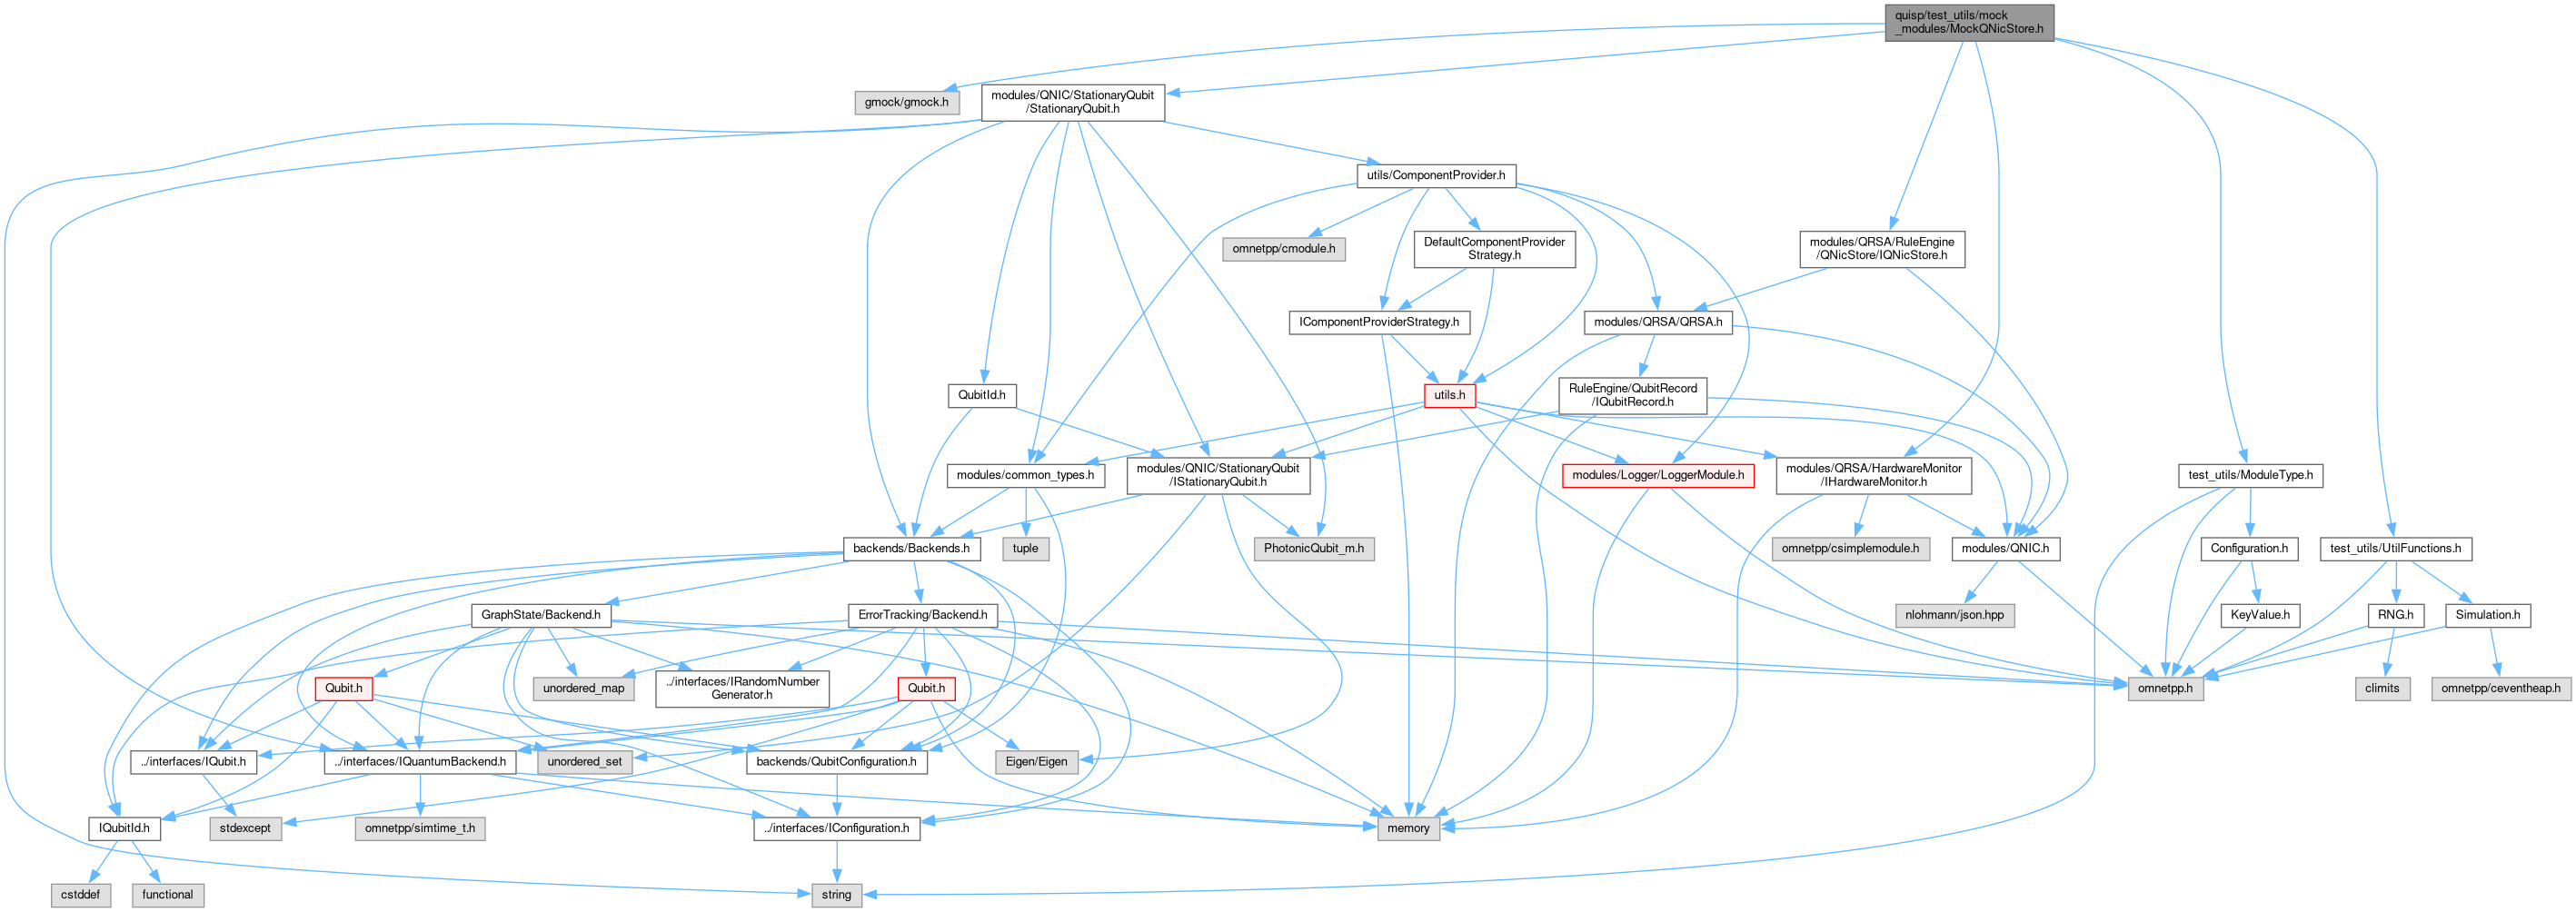 quisp/test_utils/mock
_modules/MockQNicStore.h
gmock/gmock.h
modules/QNIC/StationaryQubit
/StationaryQubit.h
utils/ComponentProvider.h
omnetpp/cmodule.h
DefaultComponentProvider
Strategy.h
modules/QRSA/RuleEngine
/QNicStore/IQNicStore.h
IComponentProviderStrategy.h
modules/QRSA/QRSA.h
QubitId.h
utils.h
RuleEngine/QubitRecord
/IQubitRecord.h
modules/common_types.h
modules/QNIC/StationaryQubit
/IStationaryQubit.h
modules/Logger/LoggerModule.h
modules/QRSA/HardwareMonitor
/IHardwareMonitor.h
test_utils/ModuleType.h
backends/Backends.h
tuple
PhotonicQubit_m.h
omnetpp/csimplemodule.h
modules/QNIC.h
Configuration.h
test_utils/UtilFunctions.h
GraphState/Backend.h
ErrorTracking/Backend.h
nlohmann/json.hpp
KeyValue.h
RNG.h
Simulation.h
Qubit.h
unordered_map
../interfaces/IRandomNumber
Generator.h
Qubit.h
omnetpp.h
climits
omnetpp/ceventheap.h
../interfaces/IQubit.h
../interfaces/IQuantumBackend.h
unordered_set
backends/QubitConfiguration.h
Eigen/Eigen
IQubitId.h
stdexcept
omnetpp/simtime_t.h
../interfaces/IConfiguration.h
memory
cstddef
functional
string